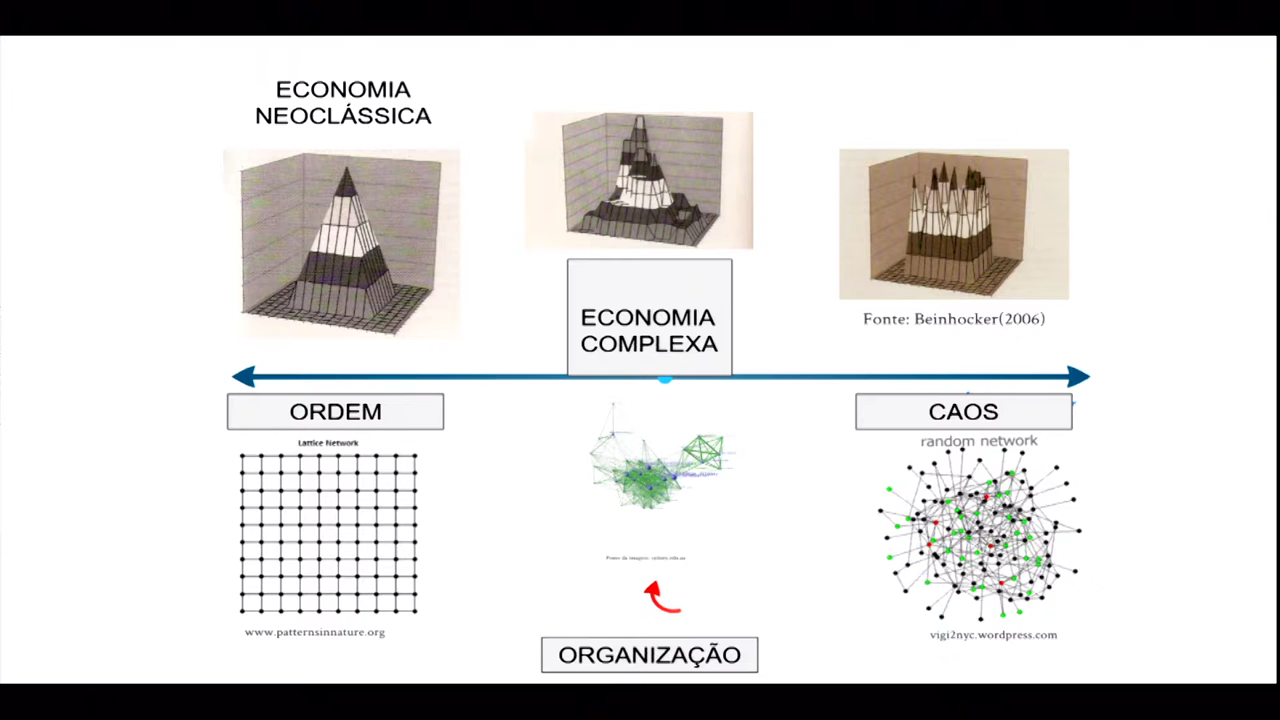 ECONOMIA
NEOCLÁSSICA
Fonte: Beinhocker(2006)
ECONOMIA
COMPLEXA
ORDEM
CAOS
Lattice Network
random network
www.patternsinnature.org
vigi2nyc.wordpress.com
ORGANIZAÇÃO